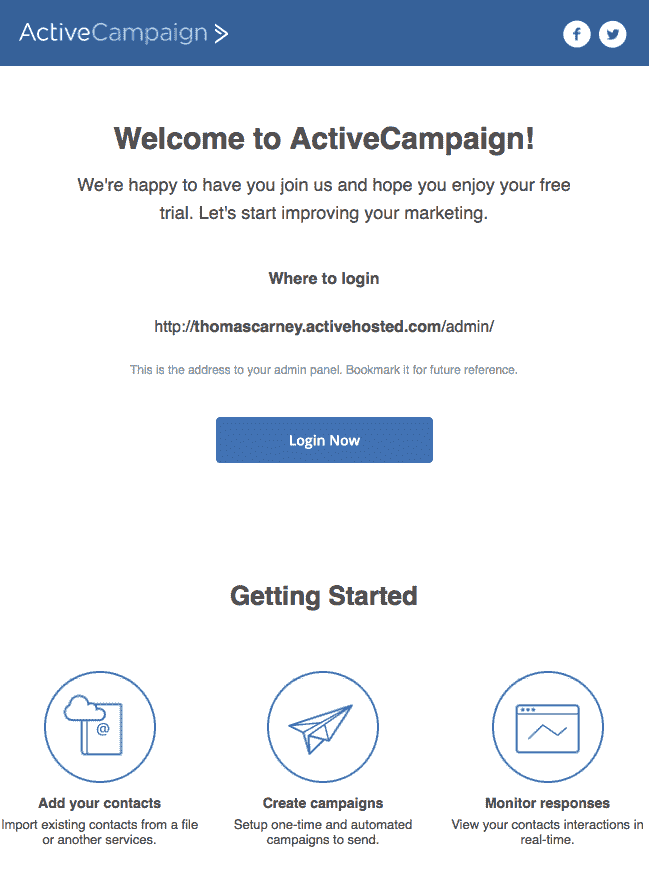 ActiveCampaign
Welcome to ActiveCampaign!
We're happy to have you join us and hope you enjoy your free
trial. Let's start improving your marketing.
Where to login
http://thomascarney.activehosted.com/admin/
This is the address to your admin panel. Bookmark it for future reference.
Login Now
Getting Started
@
Add your contacts
Import existing contacts from a file
or another services.
Create campaigns
Setup one-time and automated
campaigns to send.
Monitor responses
View your contacts interactions in
real-time.